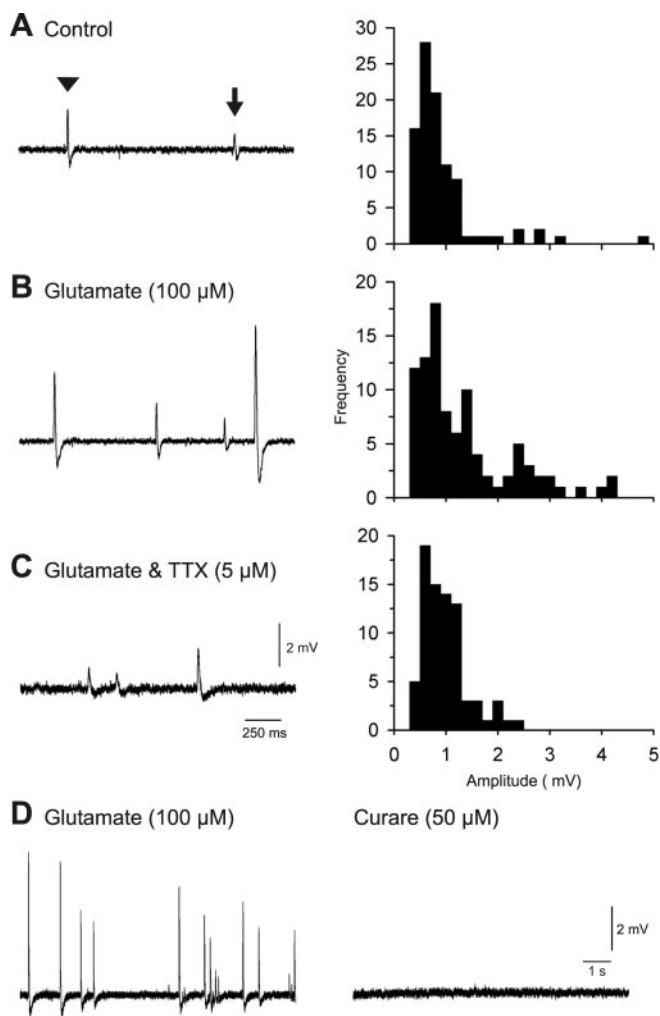 A Control
30
25
20
15
10
5
0
B Glutamate (100 µM)
20
15
10
5
0
Frequency
C Glutamate & TTX (5 µM)
2 mV
250 ms
20
15
10
5
0
0 1 2 3 4 5
Amplitude ( mV)
D Glutamate (100 µM)
Curare (50 µM)
2 mV
1 s